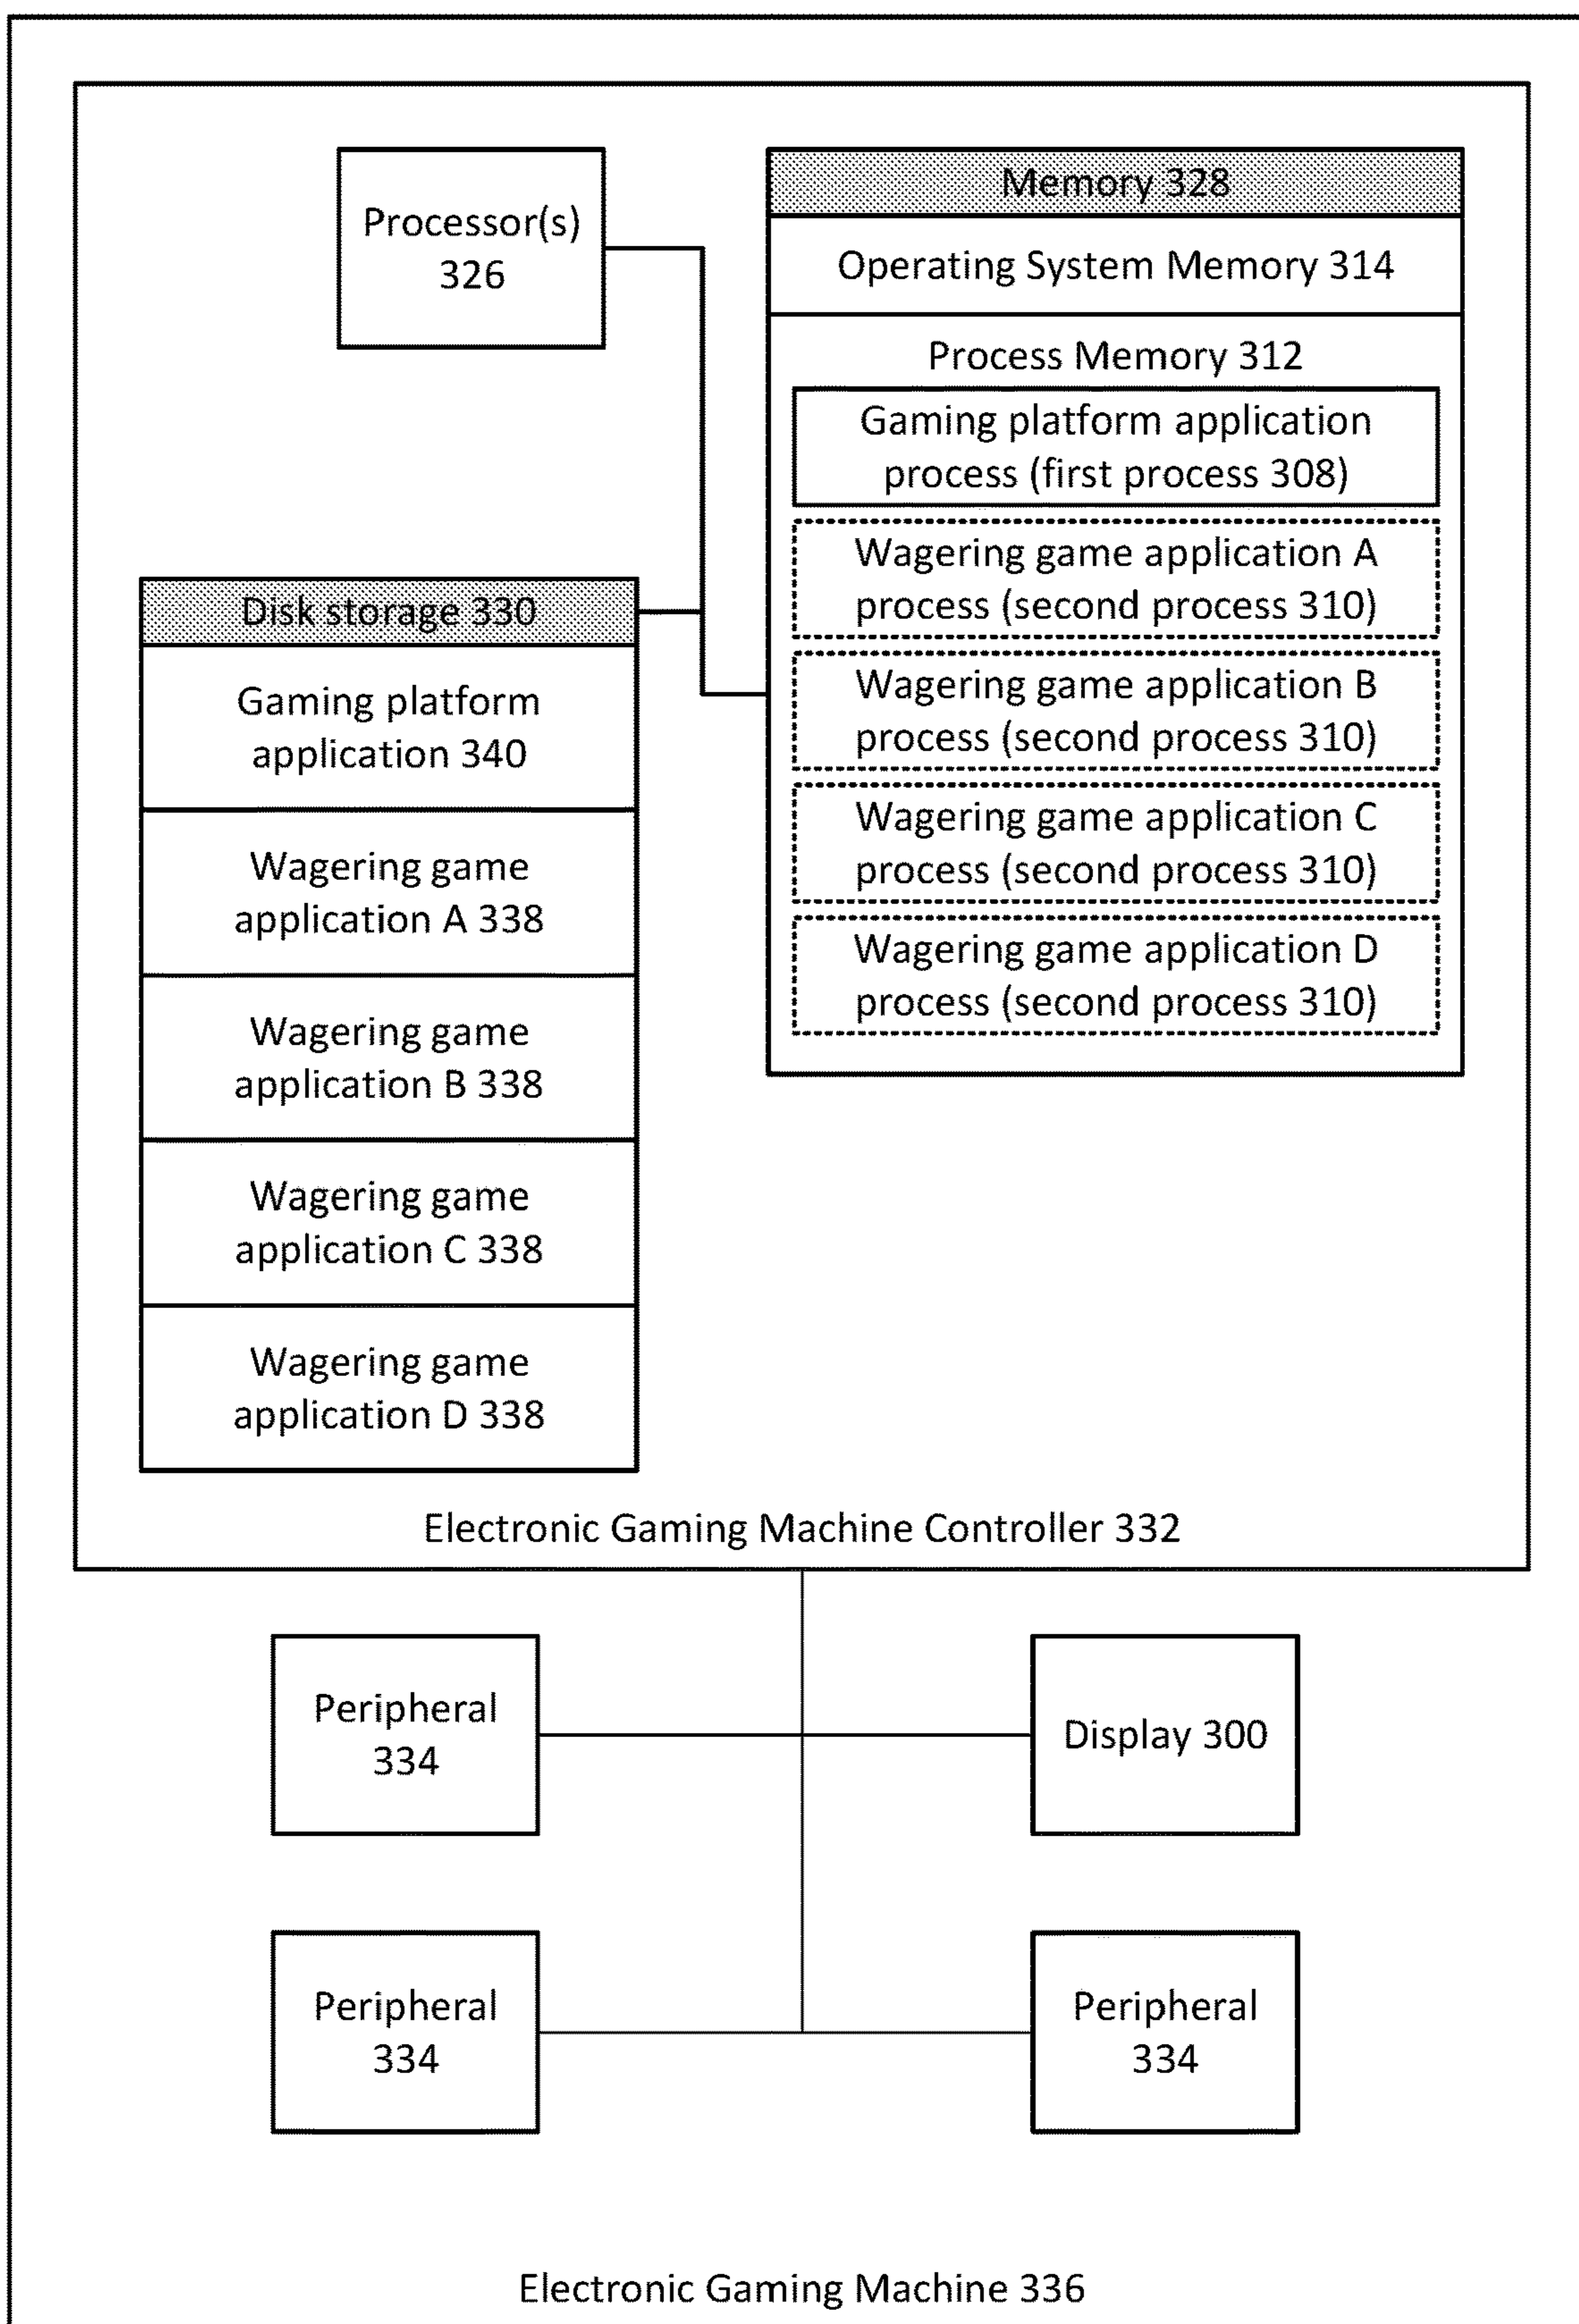 Processor(s)
326
Memory 328
Operating System Memory 314
Process Memory 312
Gaming platform application
process (first process 308)
Wagering game application A
process (second process 310)
Wagering game application B
process (second process 310)
Wagering game application C
process (second process 310)
Wagering game application D
process (second process 310)
Disk storage 330
Gaming platform
application 340
Wagering game
application A 338
Wagering game
application B 338
Wagering game
application C 338
Wagering game
application D 338
Electronic Gaming Machine Controller 332
Peripheral
334
Display 300
Peripheral
334
Peripheral
334
Electronic Gaming Machine 336